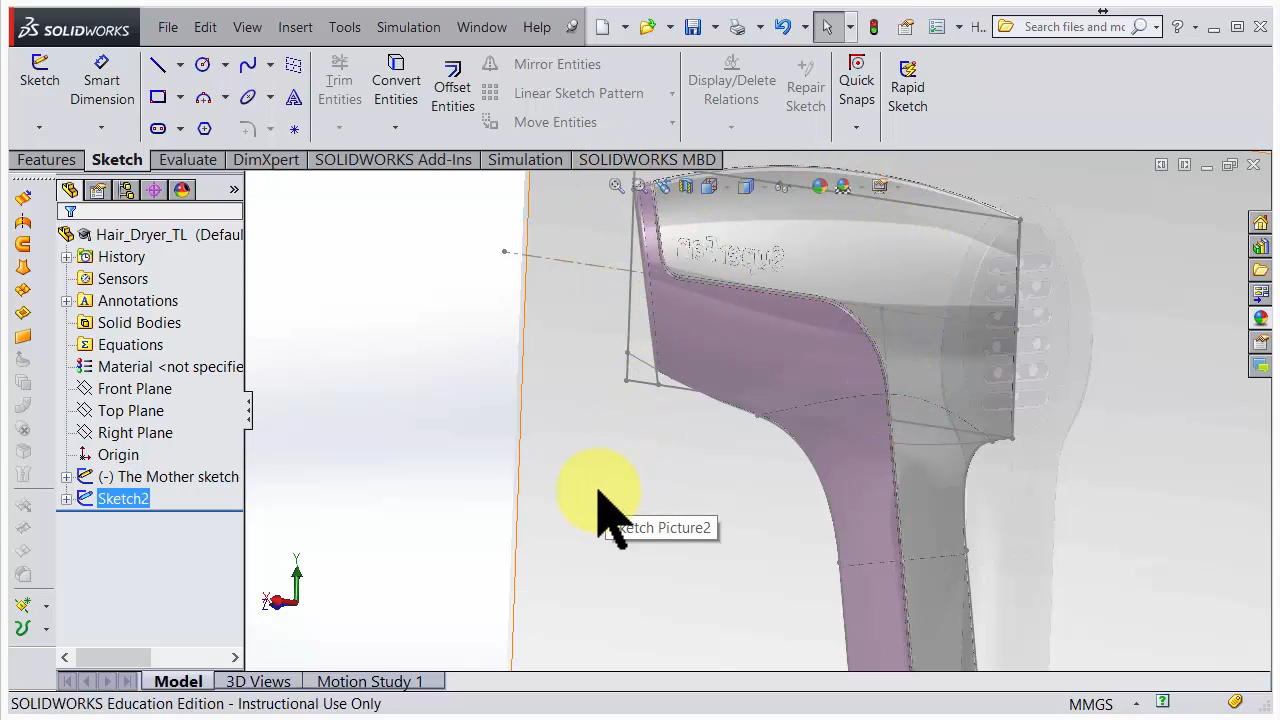 SOLIDWORKS File Edit View Insert Tools Simulation Window Help H... Search files and mc ?
Sketch Smart Dimension Trim Entities Convert Entities Offset Entities Mirror Entities Linear Sketch Pattern Move Entities Display/Delete Relations Repair Sketch Quick Snaps Rapid Sketch
Features Sketch Evaluate DimXpert SOLIDWORKS Add-Ins Simulation SOLIDWORKS MBD
Hair_Dryer_TL (Defaul
History
Sensors
Annotations
Solid Bodies
Equations
Material <not specifie
Front Plane
Top Plane
Right Plane
Origin
(-) The Mother sketch
Sketch2
ketch Picture2
Y
X
Z
Model 3D Views Motion Study 1
SOLIDWORKS Education Edition - Instructional Use Only MMGS